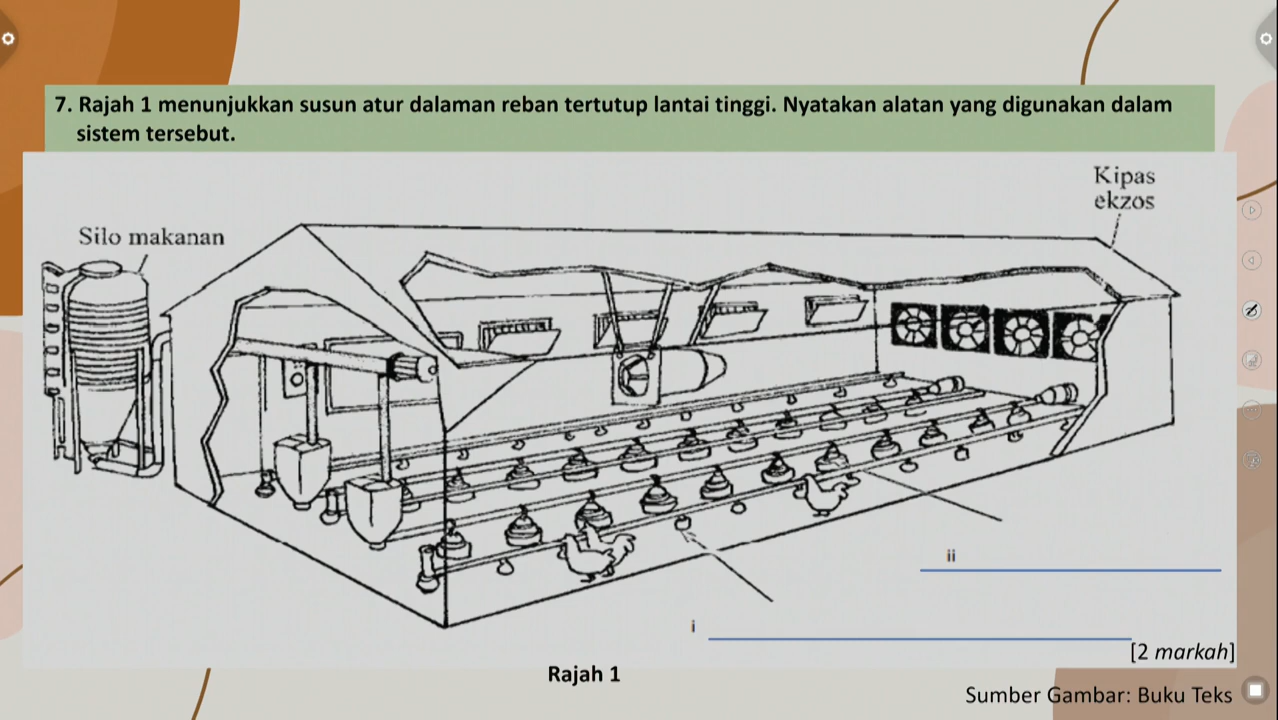 7. Rajah 1 menunjukkan susun atur dalaman reban tertutup lantai tinggi. Nyatakan alatan yang digunakan dalam
sistem tersebut.
Kipas
ekzos
Silo makanan
ii
i
[2 markah]
Rajah 1
Sumber Gambar: Buku Teks